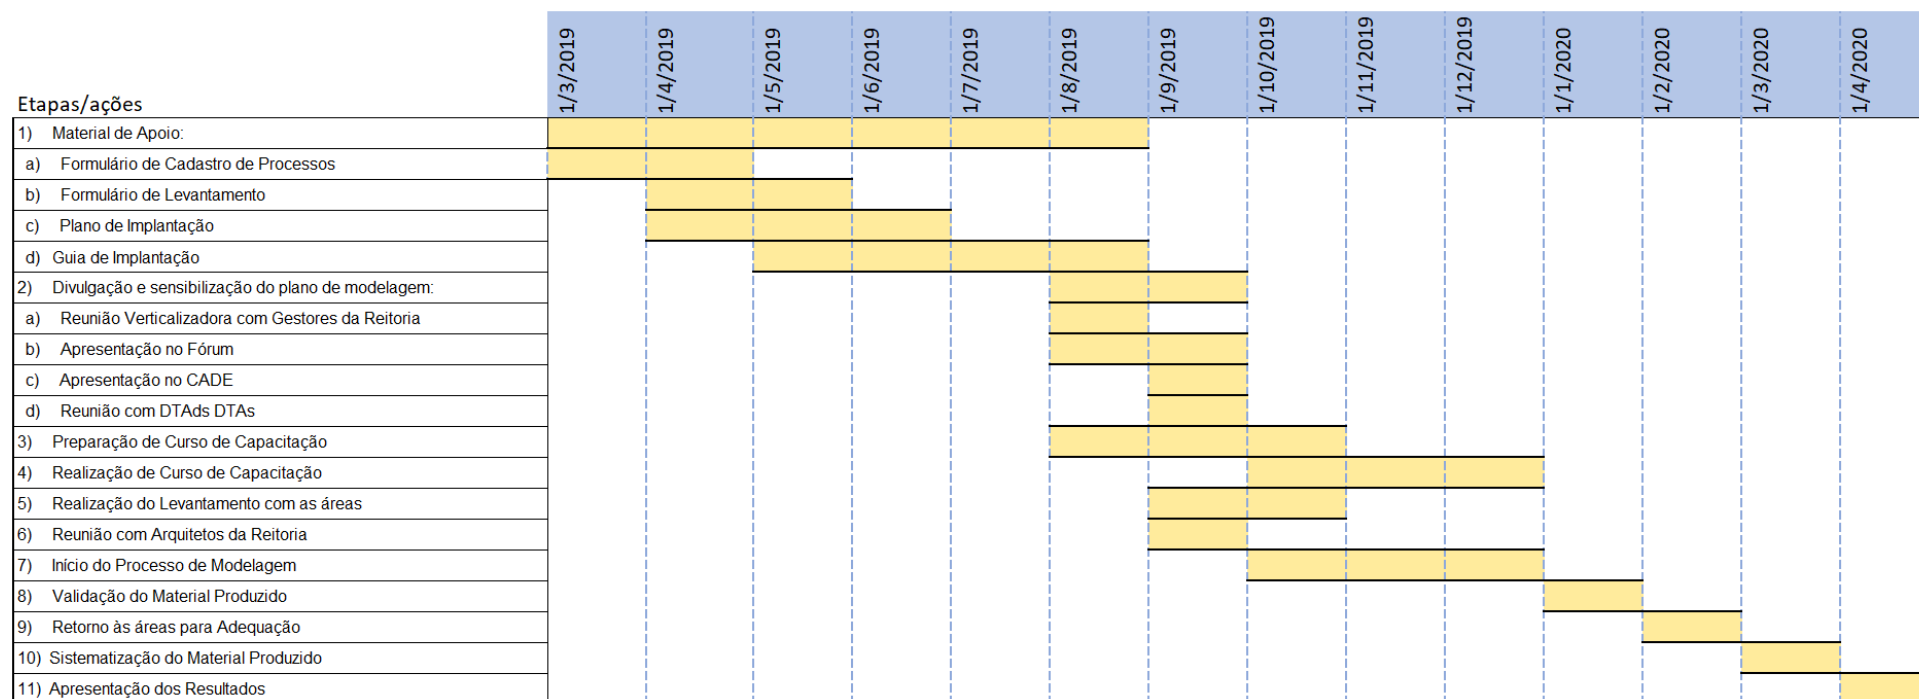 1/3/2019
1/4/2019
1/5/2019
1/6/2019
1/7/2019
1/8/2019
1/9/2019
1/10/2019
1/11/2019
1/12/2019
1/1/2020
1/2/2020
1/3/2020
1/4/2020
Etapas/ações
1) Material de Apoio:
a) Formulário de Cadastro de Processos
b) Formulário de Levantamento
c) Plano de Implantação
d) Guia de Implantação
2) Divulgação e sensibilização do plano de modelagem:
a) Reunião Verticalizadora com Gestores da Reitoria
b) Apresentação no Fórum
c) Apresentação no CADE
d) Reunião com DTAds DTAs
3) Preparação de Curso de Capacitação
4) Realização de Curso de Capacitação
5) Realização do Levantamento com as áreas
6) Reunião com Arquitetos da Reitoria
7) Início do Processo de Modelagem
8) Validação do Material Produzido
9) Retorno às áreas para Adequação
10) Sistematização do Material Produzido
11) Apresentação dos Resultados